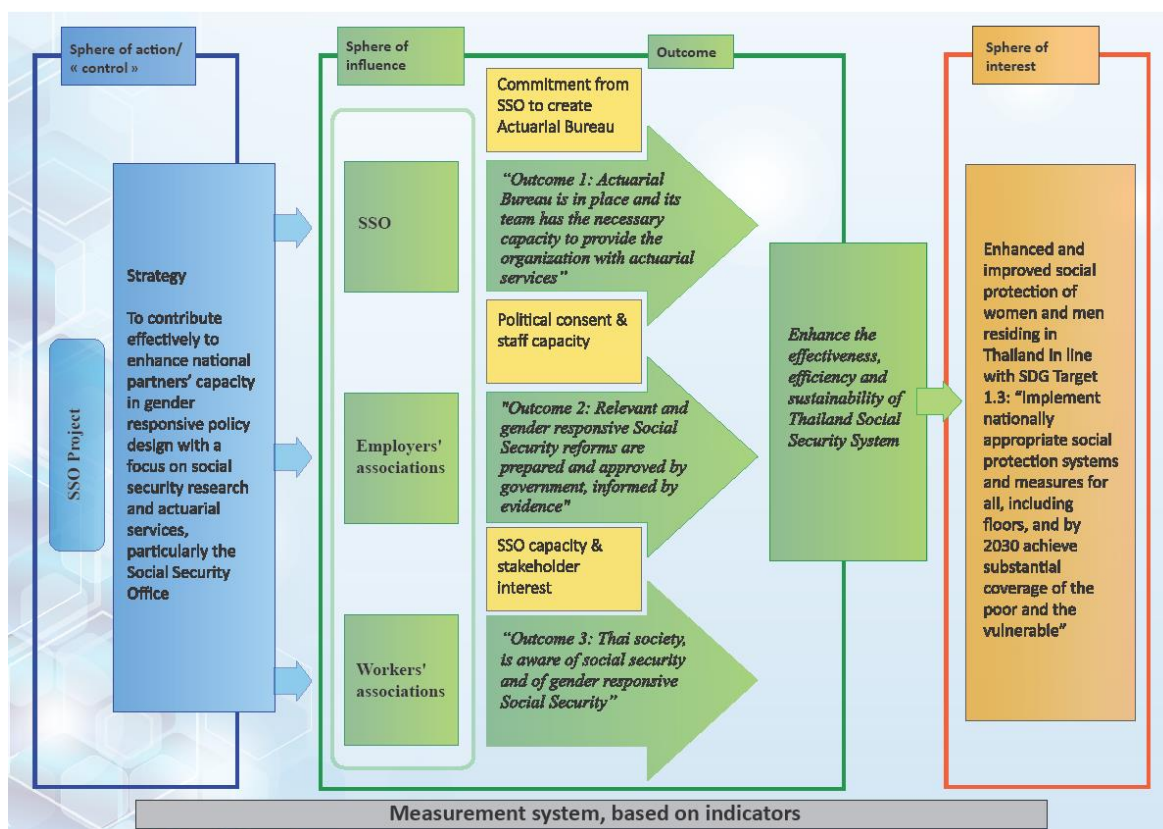 Sphere of action/
« control »
SSO Project
Strategy
To contribute
effectively to
enhance national
partners' capacity
in gender
responsive policy
design with a
focus on social
security research
and actuarial
services,
particularly the
Social Security
Office
Sphere of
influence
SSO
Employers'
associations
Workers'
associations
Outcome
Commitment from
SSO to create
Actuarial Bureau
“Outcome 1: Actuarial
Bureau is in place and its
team has the necessary
capacity to provide the
organization with actuarial
services”
Political consent &
staff capacity
"Outcome 2: Relevant and
gender responsive Social
Security reforms are
prepared and approved by
government, informed by
evidence"
SSO capacity &
stakeholder
interest
“Outcome 3: Thai society,
is aware of social security
and of gender responsive
Social Security”
Enhance the
effectiveness,
efficiency and
sustainability of
Thailand Social
Security System
Sphere of
interest
Enhanced and
improved social
protection of
women and men
residing in
Thailand in line
with SDG Target
1.3: “Implement
nationally
appropriate social
protection systems
and measures for
all, including
floors, and by
2030 achieve
substantial
coverage of the
poor and the
vulnerable”
Measurement system, based on indicators